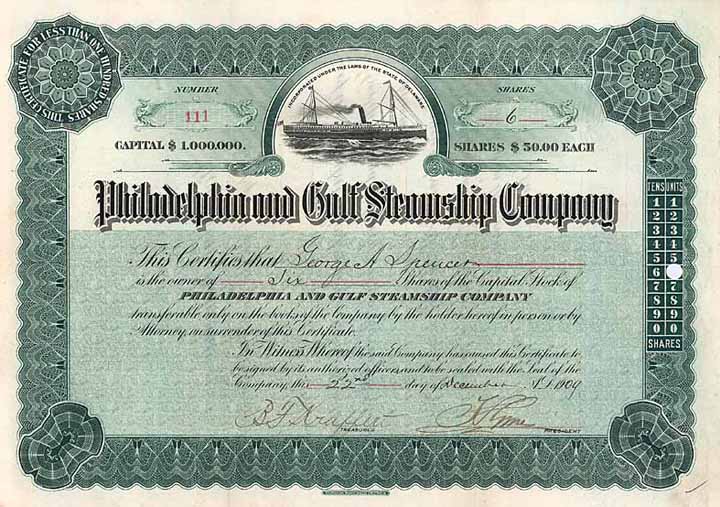 THIS CERTIFICATE FOR LESS THAN ONE HUNDRED SHARES
INCORPORATED UNDER THE LAWS OF THE STATE OF DELAWARE
NUMBER
111
CAPITAL $ 1.000.000.
SHARES
6
SHARES $ 50.00 EACH
Philadelphia and Gulf Steamship Company
This Certifies that George A Spencer
is the owner of Six Shares of the Capital Stock of
PHILADELPHIA AND GULF STEAMSHIP COMPANY
transferable only on the books of the Company by the holder hereof in person or by
Attorney, on surrender of this Certificate.
In Witness Whereof the said Company has caused this Certificate to
be signed by its authorized officers and to be sealed with the Seal of the
Company, this 22nd day of December A.D. 1909
TREASURER
PRESIDENT
TENS UNITS
1 1
2 2
3 3
4 4
5 5
6
7 7
8 8
9 9
0 0
SHARES